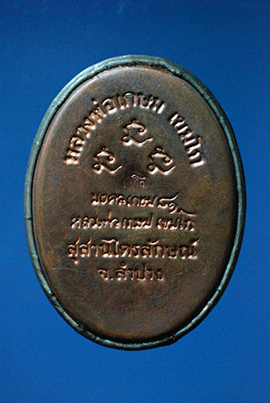 หลวงพ่อเกษม เขมโก
มงคลเกษม ๘๑
หลวงพ่อเกษม เขมโก
สุสานไตรลักษณ์
จ.ลำปาง